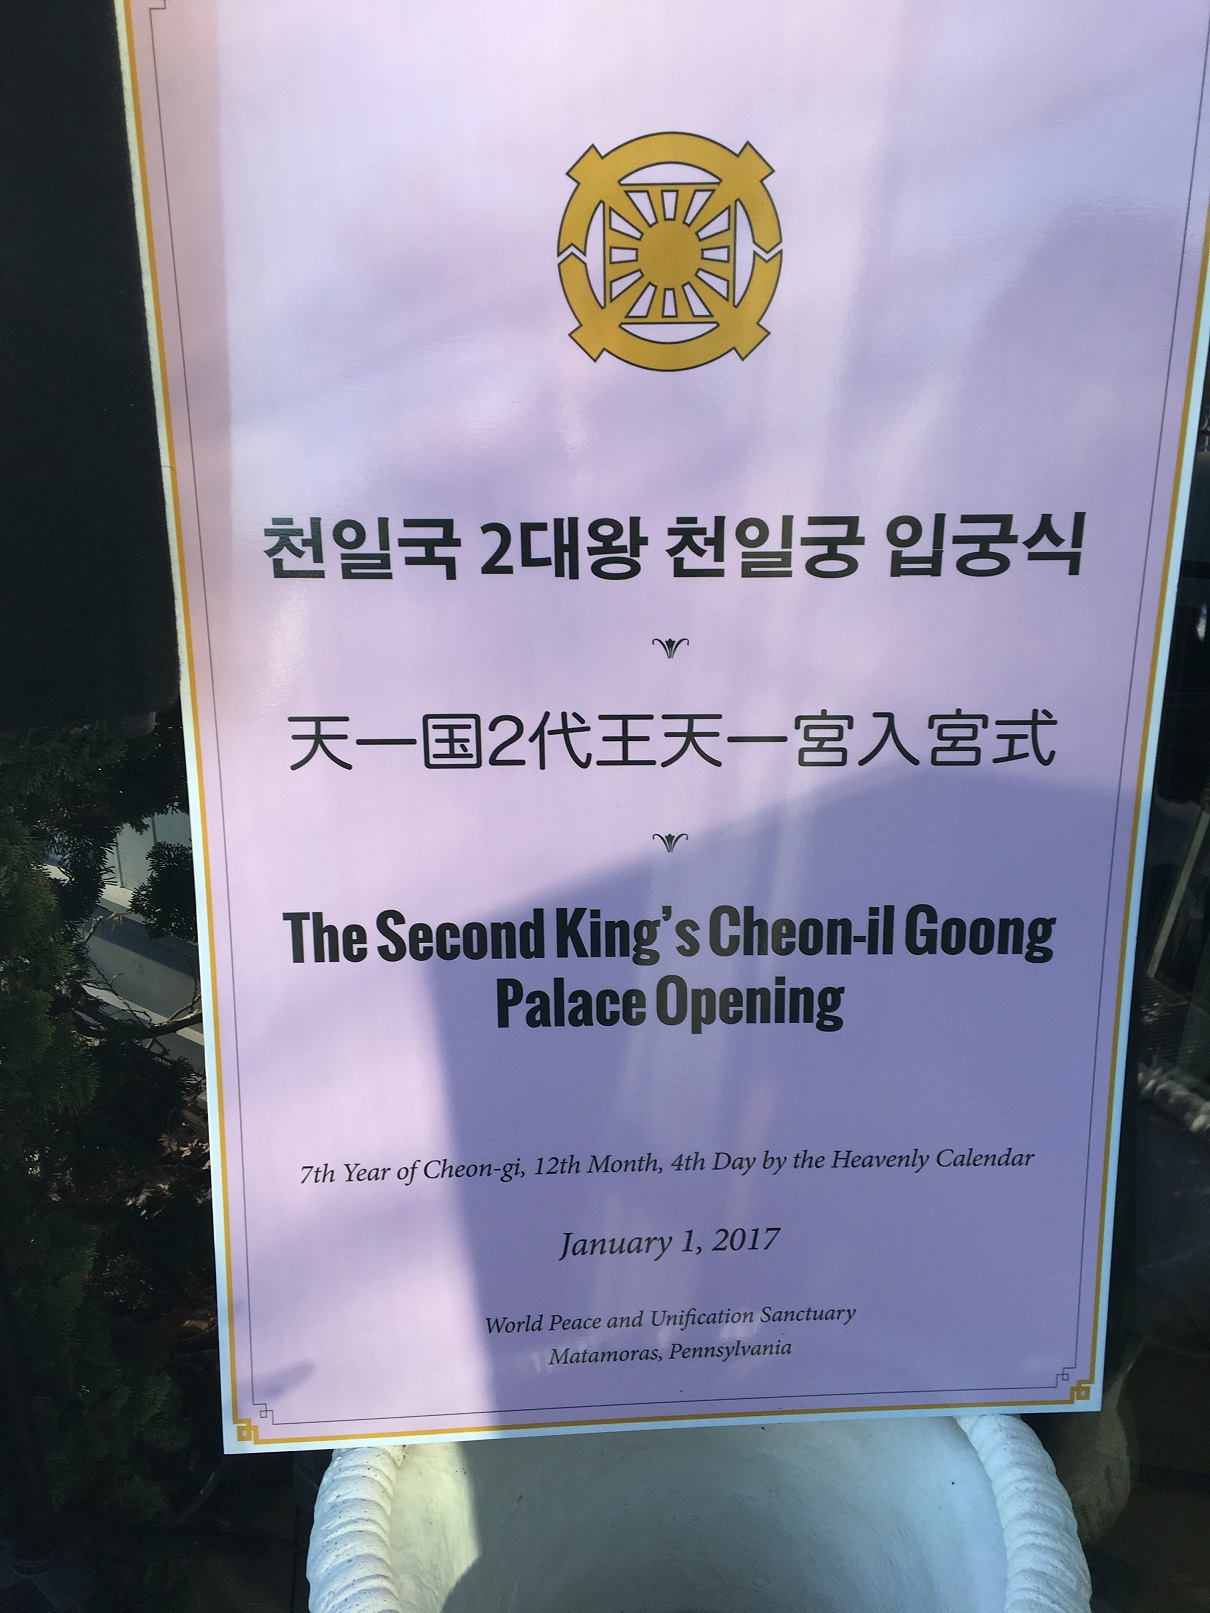 천일국 2대왕 천일궁 입궁식
天一国2代王天一宮入宮式
The Second King's Cheon-il Goong
Palace Opening
7th Year of Cheon-gi, 12th Month, 4th Day by the Heavenly Calendar
January 1, 2017
World Peace and Unification Sanctuary
Matamoras, Pennsylvania